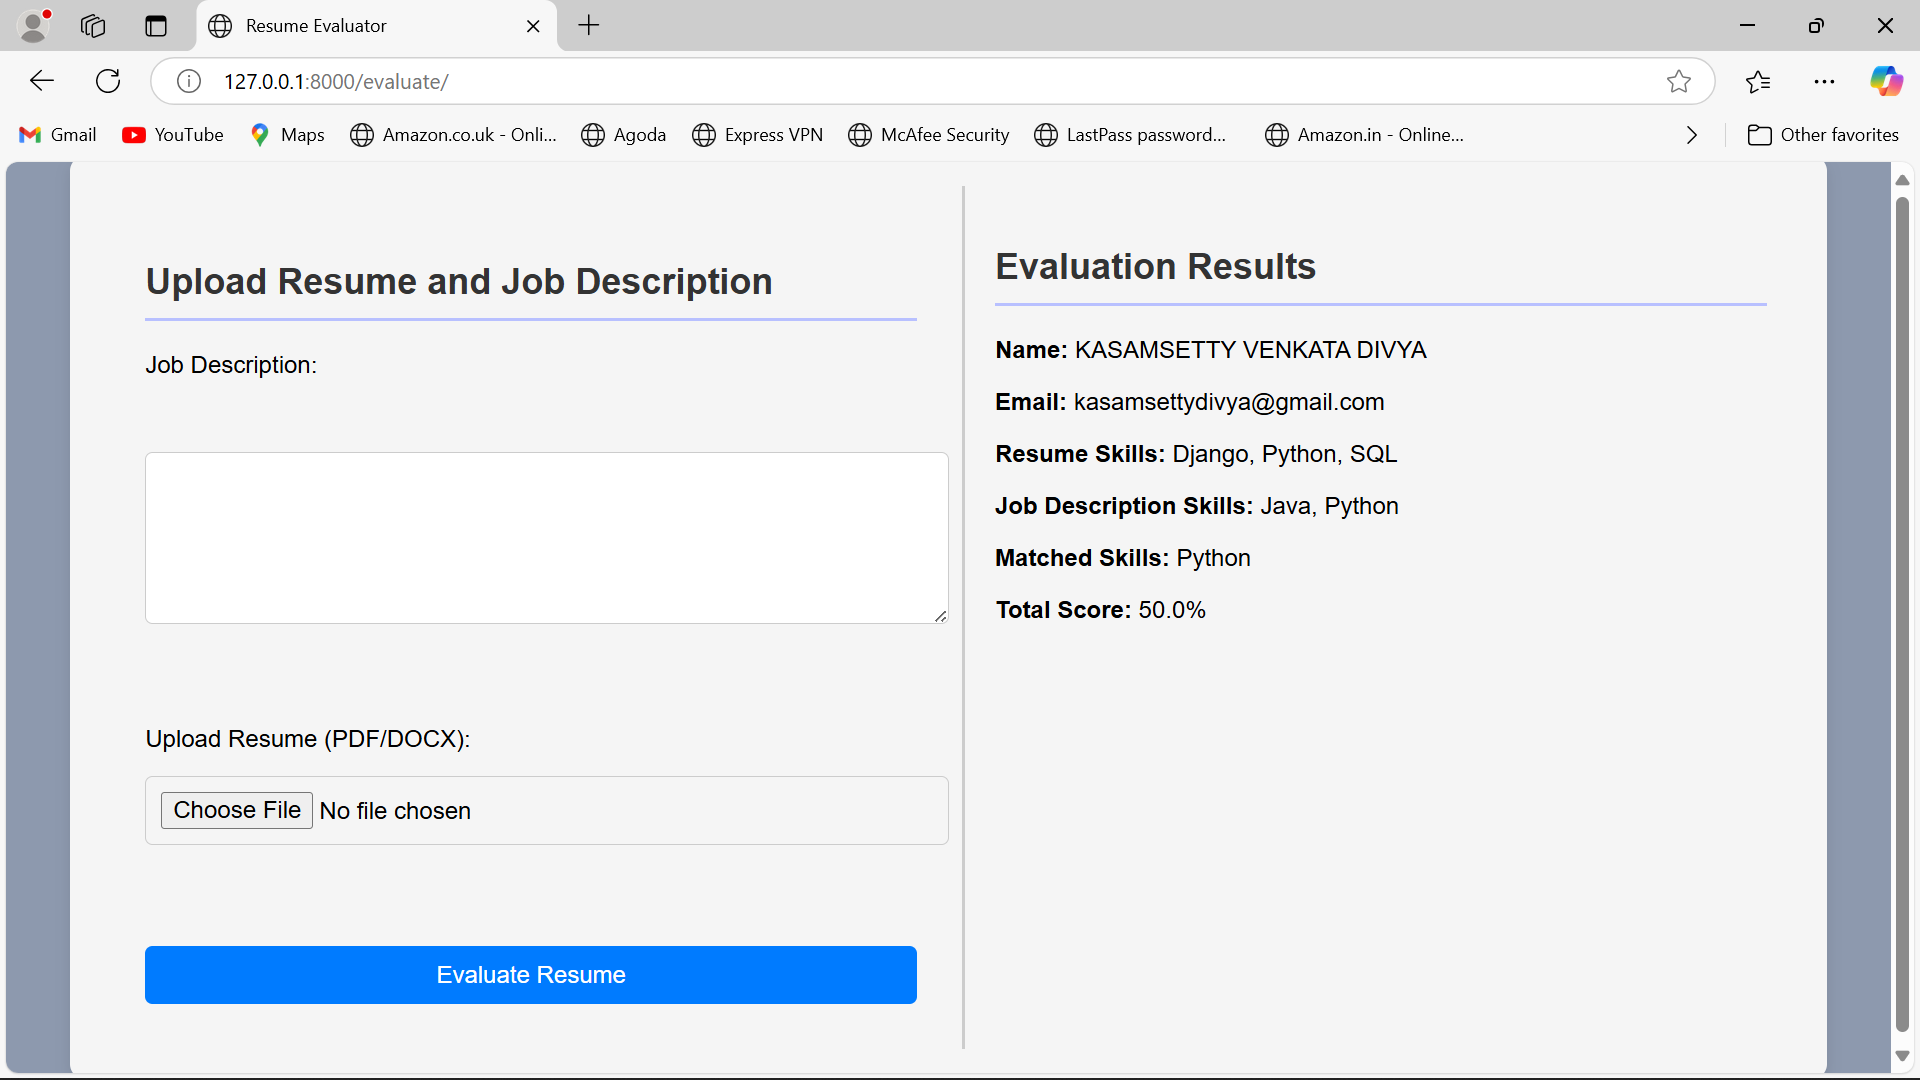 Resume Evaluator
127.0.0.1:8000/evaluate/
Gmail
YouTube
Maps
Amazon.co.uk - Onli...
Agoda
Express VPN
McAfee Security
LastPass password...
Amazon.in - Online...
Other favorites
Upload Resume and Job Description
Job Description:
Upload Resume (PDF/DOCX):
Choose File No file chosen
Evaluate Resume
Evaluation Results
Name: KASAMSETTY VENKATA DIVYA
Email: kasamsettydivya@gmail.com
Resume Skills: Django, Python, SQL
Job Description Skills: Java, Python
Matched Skills: Python
Total Score: 50.0%